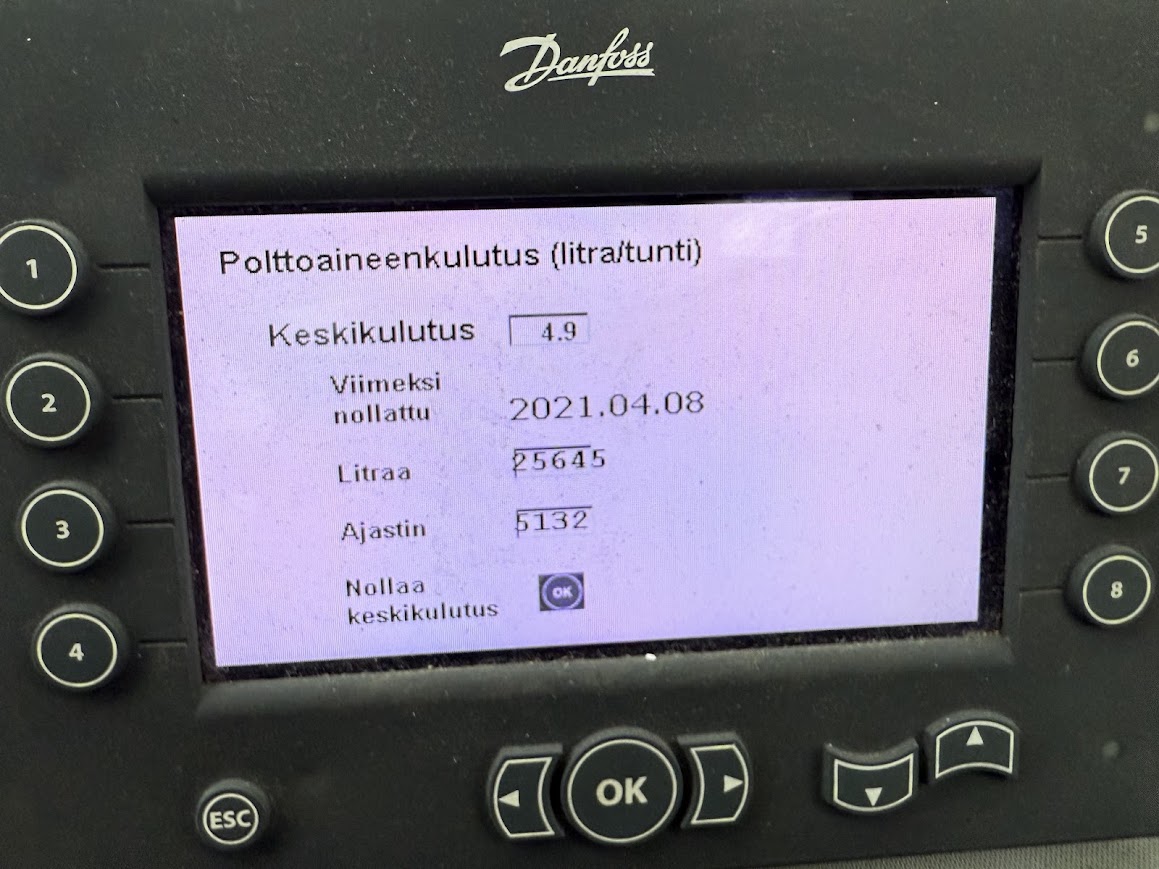 Danfoss
Polttoaineenkulutus (litra/tunti)
Keskikulutus 4.9
Viimeksi
nollattu 2021.04.08
Litraa 25645
Ajastin 5132
Nollaa
keskikulutus OK
1
2
3
4
5
6
7
8
ESC
OK